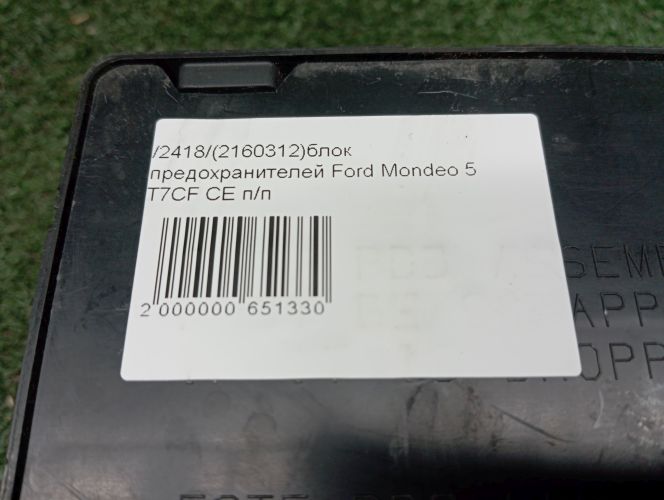 /2418/(2160312)блок
предохранителей Ford Mondeo 5
T7CF CE п/п
2 000000 651330